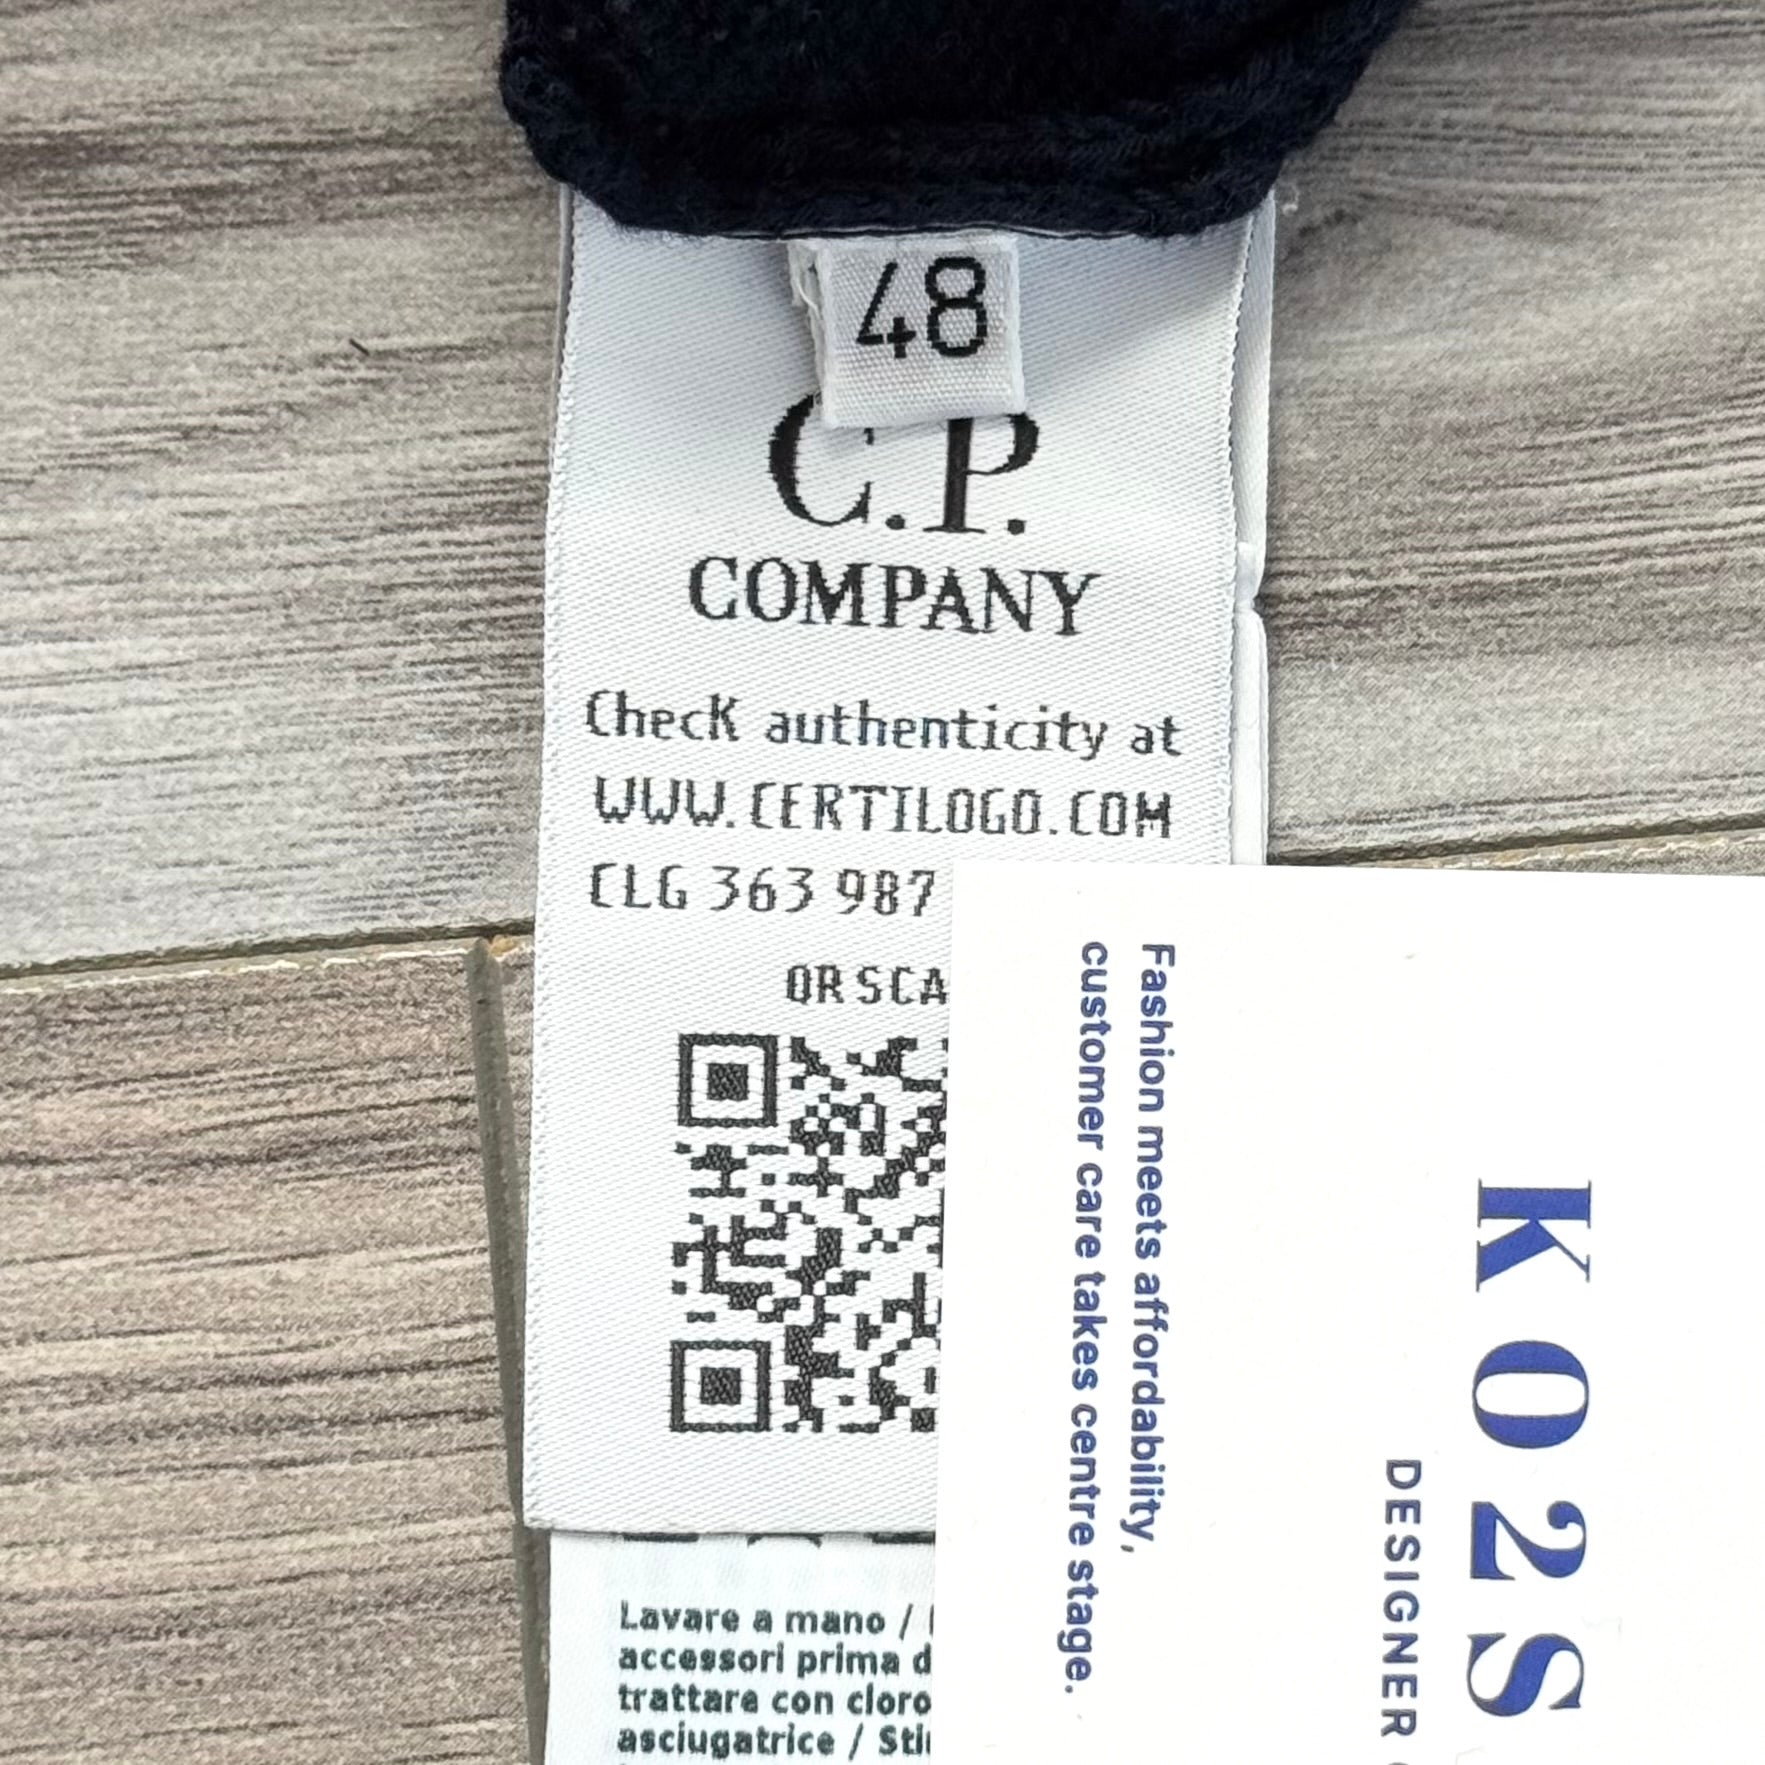 48
C.P.
COMPANY
Check authenticity at
WWW.CERTILOGO.COM
CLG 363 987
OR SCA
Lavare a mano /
accessori prima d
trattare con cloro
asciugatrice / Sti
Fashion meets affordability,
customer care takes centre stage.
KO2S
DESIGNER